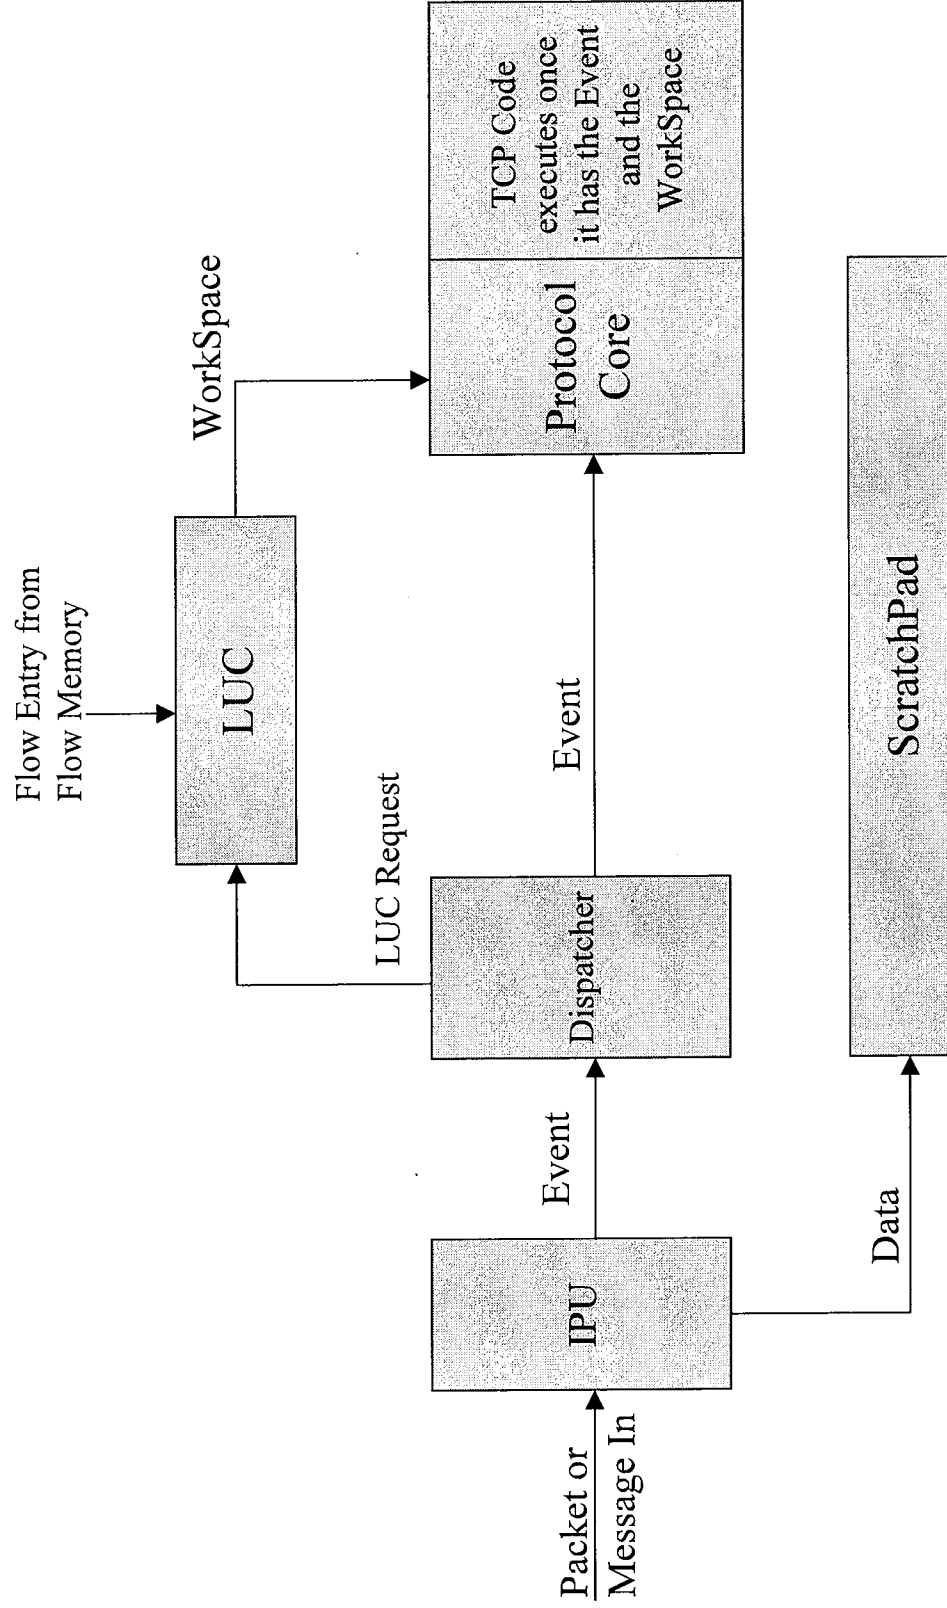 Flow Entry from
Flow Memory
LUC
WorkSpace
LUC Request
Packet or
Message In
IPU
Event
Dispatcher
Event
Protocol
Core
TCP Code
executes once
it has the Event
and the
WorkSpace
Data
ScratchPad